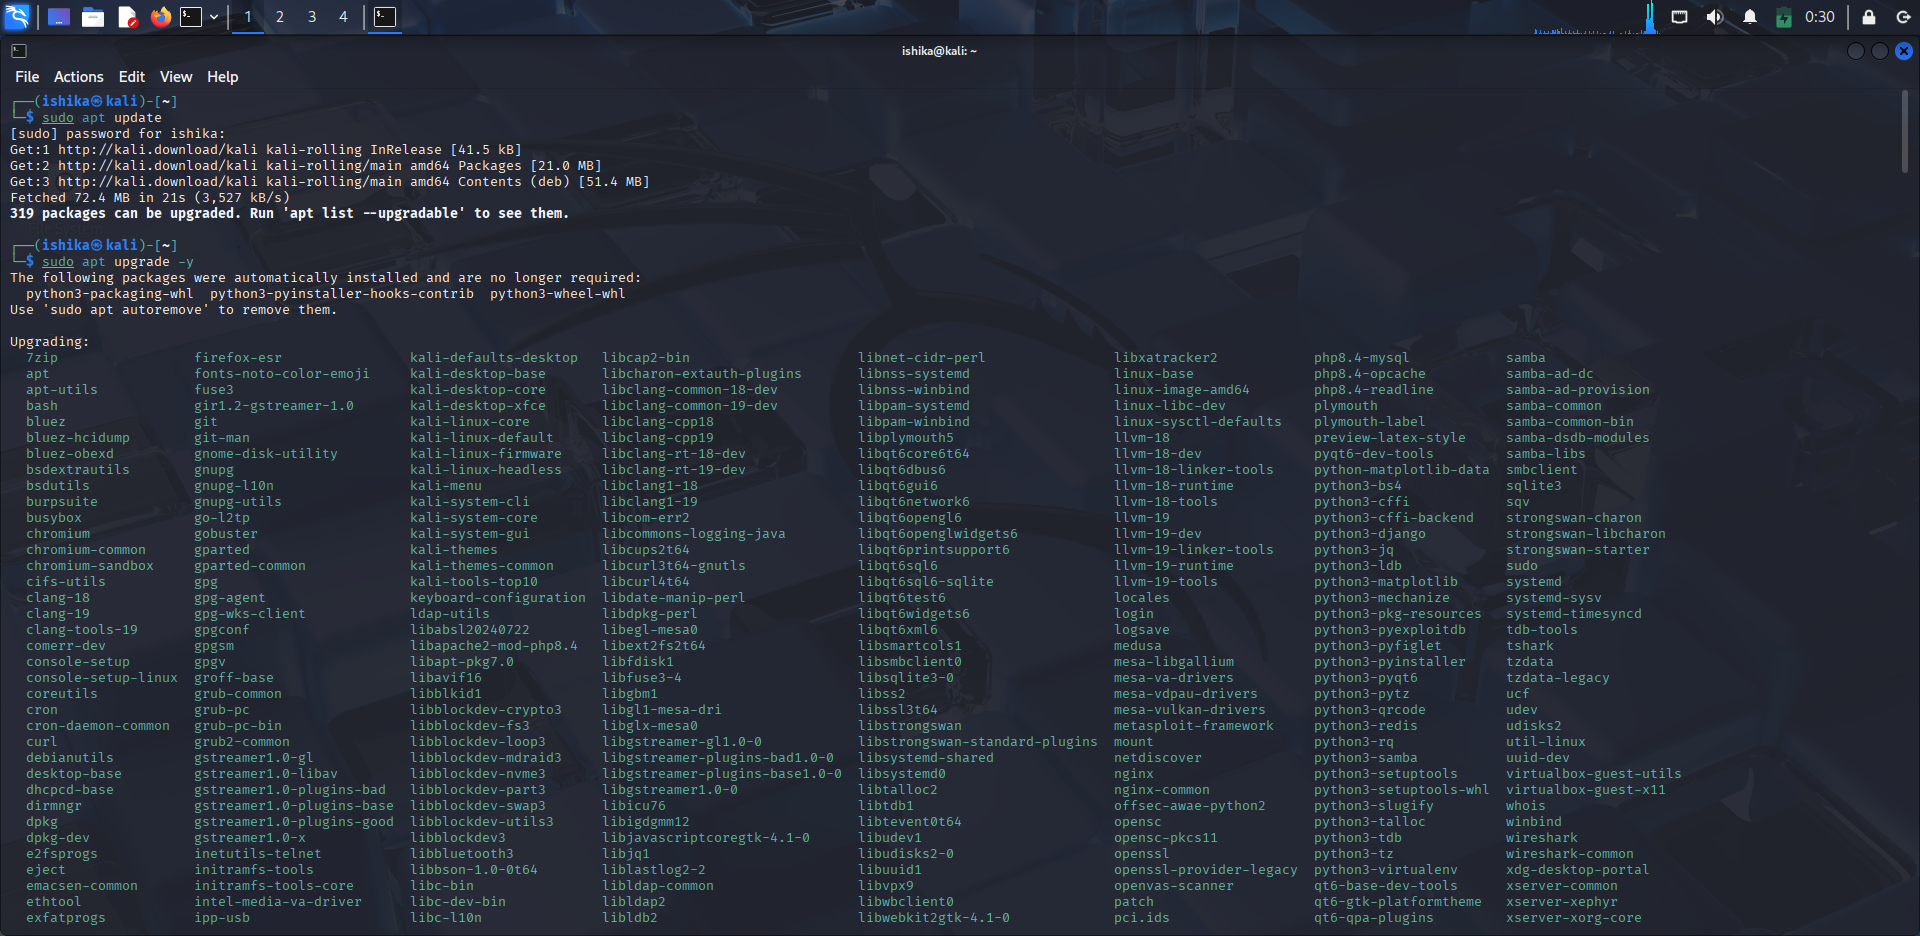 1 2 3 4 0:30
ishika@kali: ~
File Actions Edit View Help
┌──(ishika㉿kali)-[~]
└─$ sudo apt update
[sudo] password for ishika:
Get:1 http://kali.download/kali kali-rolling InRelease [41.5 kB]
Get:2 http://kali.download/kali kali-rolling/main amd64 Packages [21.0 MB]
Get:3 http://kali.download/kali kali-rolling/main amd64 Contents (deb) [51.4 MB]
Fetched 72.4 MB in 21s (3,527 kB/s)
319 packages can be upgraded. Run 'apt list --upgradable' to see them.
┌──(ishika㉿kali)-[~]
└─$ sudo apt upgrade -y
The following packages were automatically installed and are no longer required:
python3-packaging-whl python3-pyinstaller-hooks-contrib python3-wheel-whl
Use 'sudo apt autoremove' to remove them.
Upgrading:
7zip firefox-esr kali-defaults-desktop libcap2-bin libnet-cidr-perl libxatracker2 php8.4-mysql samba
apt fonts-noto-color-emoji kali-desktop-base libcharon-extauth-plugins libnss-systemd linux-base php8.4-opcache samba-ad-dc
apt-utils fuse3 kali-desktop-core libclang-common-18-dev libnss-winbind linux-image-amd64 php8.4-readline samba-ad-provision
bash gir1.2-gstreamer-1.0 kali-desktop-xfce libclang-common-19-dev libpam-systemd linux-libc-dev plymouth samba-common
bluez git kali-linux-core libclang-cpp18 libpam-winbind linux-sysctl-defaults plymouth-label samba-common-bin
bluez-hcidump git-man kali-linux-default libclang-cpp19 libplymouth5 llvm-18 preview-latex-style samba-dsdb-modules
bluez-obexd gnome-disk-utility kali-linux-firmware libclang-rt-18-dev libqt6core6t64 llvm-18-dev pyqt6-dev-tools samba-libs
bsdextrautils gnupg kali-linux-headless libclang-rt-19-dev libqt6dbus6 llvm-18-linker-tools python-matplotlib-data smbclient
bsdutils gnupg-l10n kali-menu libclang1-18 libqt6gui6 llvm-18-runtime python3-bs4 sqlite3
burpsuite gnupg-utils kali-system-cli libclang1-19 libqt6network6 llvm-18-tools python3-cffi sqv
busybox go-l2tp kali-system-core libcom-err2 libqt6opengl6 llvm-19 python3-cffi-backend strongswan-charon
chromium gobuster kali-system-gui libcommons-logging-java libqt6openglwidgets6 llvm-19-dev python3-django strongswan-libcharon
chromium-common gparted kali-themes libcups2t64 libqt6printsupport6 llvm-19-linker-tools python3-jq strongswan-starter
chromium-sandbox gparted-common kali-themes-common libcurl3t64-gnutls libqt6sql6 llvm-19-runtime python3-ldb sudo
cifs-utils gpg kali-tools-top10 libcurl4t64 libqt6sql6-sqlite llvm-19-tools python3-matplotlib systemd
clang-18 gpg-agent keyboard-configuration libdate-manip-perl libqt6test6 locales python3-mechanize systemd-sysv
clang-19 gpg-wks-client ldap-utils libdpkg-perl libqt6widgets6 login python3-pkg-resources systemd-timesyncd
clang-tools-19 gpgconf libabsl20240722 libegl-mesa0 libqt6xml6 logsave python3-pyexploitdb tdb-tools
comerr-dev gpgsm libapache2-mod-php8.4 libext2fs2t64 libsmartcols1 medusa python3-pyfiglet tshark
console-setup gpgv libapt-pkg7.0 libfdisk1 libsmbclient0 mesa-libgallium python3-pyinstaller tzdata
console-setup-linux groff-base libavif16 libfuse3-4 libsqlite3-0 mesa-va-drivers python3-pyqt6 tzdata-legacy
coreutils grub-common libblkid1 libgbm1 libss2 mesa-vdpau-drivers python3-pytz ucf
cron grub-pc libblockdev-crypto3 libgl1-mesa-dri libssl3t64 mesa-vulkan-drivers python3-qrcode udev
cron-daemon-common grub-pc-bin libblockdev-fs3 libglx-mesa0 libstrongswan metasploit-framework python3-redis udisks2
curl grub2-common libblockdev-loop3 libgstreamer-gl1.0-0 libstrongswan-standard-plugins mount python3-rq util-linux
debianutils gstreamer1.0-gl libblockdev-mdraid3 libgstreamer-plugins-bad1.0-0 libsystemd-shared netdiscover python3-samba uuid-dev
desktop-base gstreamer1.0-libav libblockdev-nvme3 libgstreamer-plugins-base1.0-0 libsystemd0 nginx python3-setuptools virtualbox-guest-utils
dhcpcd-base gstreamer1.0-plugins-bad libblockdev-part3 libgstreamer1.0-0 libtalloc2 nginx-common python3-setuptools-whl virtualbox-guest-x11
dirmngr gstreamer1.0-plugins-base libblockdev-swap3 libicu76 libtdb1 offsec-awae-python2 python3-slugify whois
dpkg gstreamer1.0-plugins-good libblockdev-utils3 libigdgmm12 libtevent0t64 opensc python3-talloc winbind
dpkg-dev gstreamer1.0-x libblockdev3 libjavascriptcoregtk-4.1-0 libudev1 opensc-pkcs11 python3-tdb wireshark
e2fsprogs inetutils-telnet libbluetooth3 libjq1 libudisks2-0 openssl python3-tz wireshark-common
eject initramfs-tools libbson-1.0-0t64 liblastlog2-2 libuuid1 openssl-provider-legacy python3-virtualenv xdg-desktop-portal
emacsen-common initramfs-tools-core libc-bin libldap-common libvpx9 openvas-scanner qt6-base-dev-tools xserver-common
ethtool intel-media-va-driver libc-dev-bin libldap2 libwbclient0 patch qt6-gtk-platformtheme xserver-xephyr
exfatprogs ipp-usb libc-l10n libldb2 libwebkit2gtk-4.1-0 pci.ids qt6-qpa-plugins xserver-xorg-core